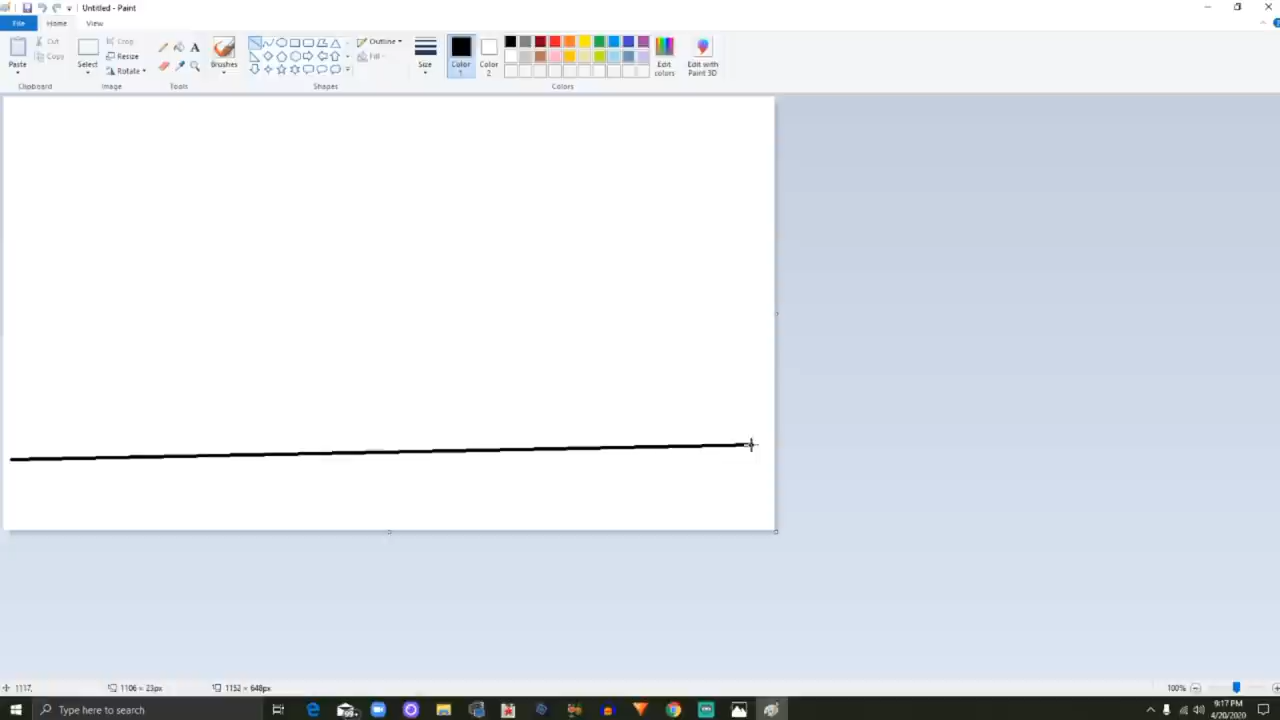 Untitled - Paint
File Home View
Paste Cut Copy
Clipboard
Select Crop Resize Rotate
Image
Tools
Brushes
Outline Fill
Shapes
Size
Color 1
Color 2
Edit colors
Edit with Paint 3D
Colors
1117,
1106 × 23px
1152 × 648px
100%
Type here to search
9:17 PM
4/20/2020